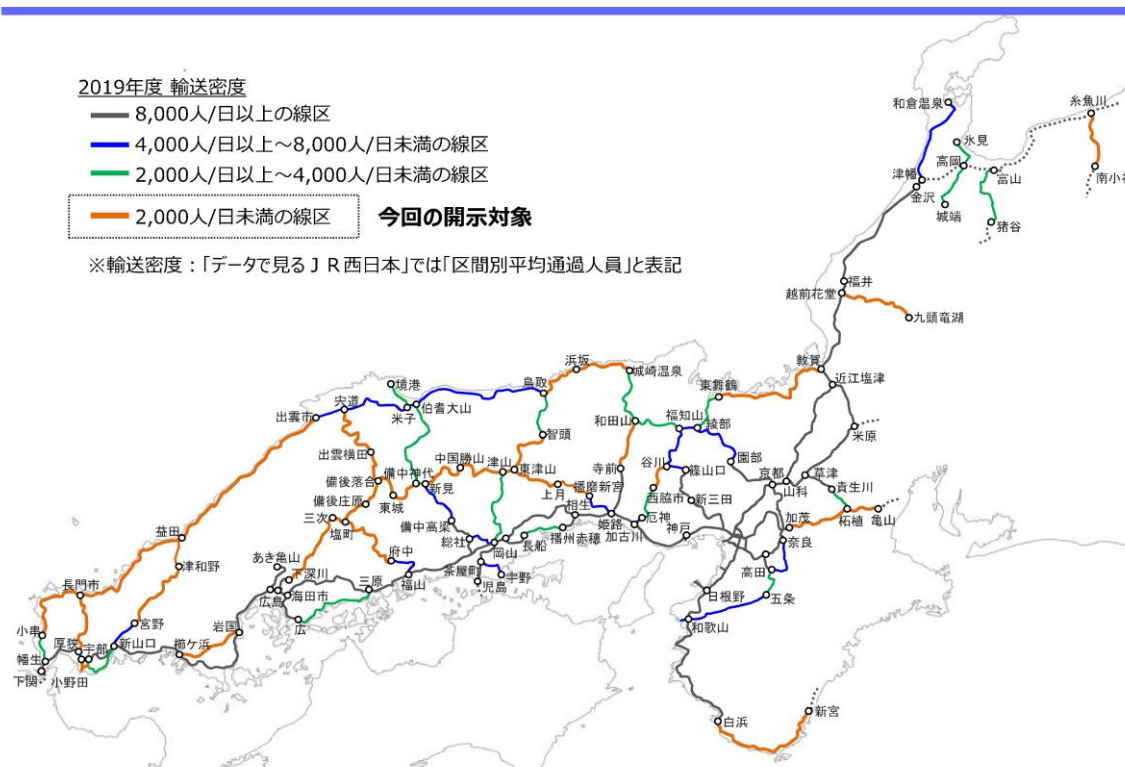 2019年度 輸送密度
8,000人/日以上の線区
4,000人/日以上～8,000人/日未満の線区
2,000人/日以上～4,000人/日未満の線区
2,000人/日未満の線区 今回の開示対象
※輸送密度：「データで見るＪＲ西日本」では「区間別平均通過人員」と表記
和倉温泉
糸魚川
氷見
高岡
津幡
富山
南小谷
金沢
城端
猪谷
福井
越前花堂
九頭竜湖
敦賀
近江塩津
米原
浜坂
城崎温泉
東舞鶴
境港
鳥取
宍道
伯耆大山
米子
出雲市
和田山
福知山
綾部
智頭
出雲横田
中国勝山
津山
東津山
谷川
園部
備中神代
備後落合
新見
寺前
篠山口
京都
草津
山科
貴生川
備後庄原
東城
上月
播磨新宮
西脇市
新三田
三次
塩町
備中高梁
相生
姫路
厄神
加古川
神戸
加茂
柘植
亀山
奈良
益田
総社
岡山
長船
播州赤穂
あき亀山
府中
高田
津和野
下深川
三原
福山
茶屋町
宇野
児島
日根野
五条
長門市
広島
海田市
広
和歌山
小串
宮野
岩国
厚狭
宇部
新山口
櫛ケ浜
幡生
下関
小野田
白浜
新宮